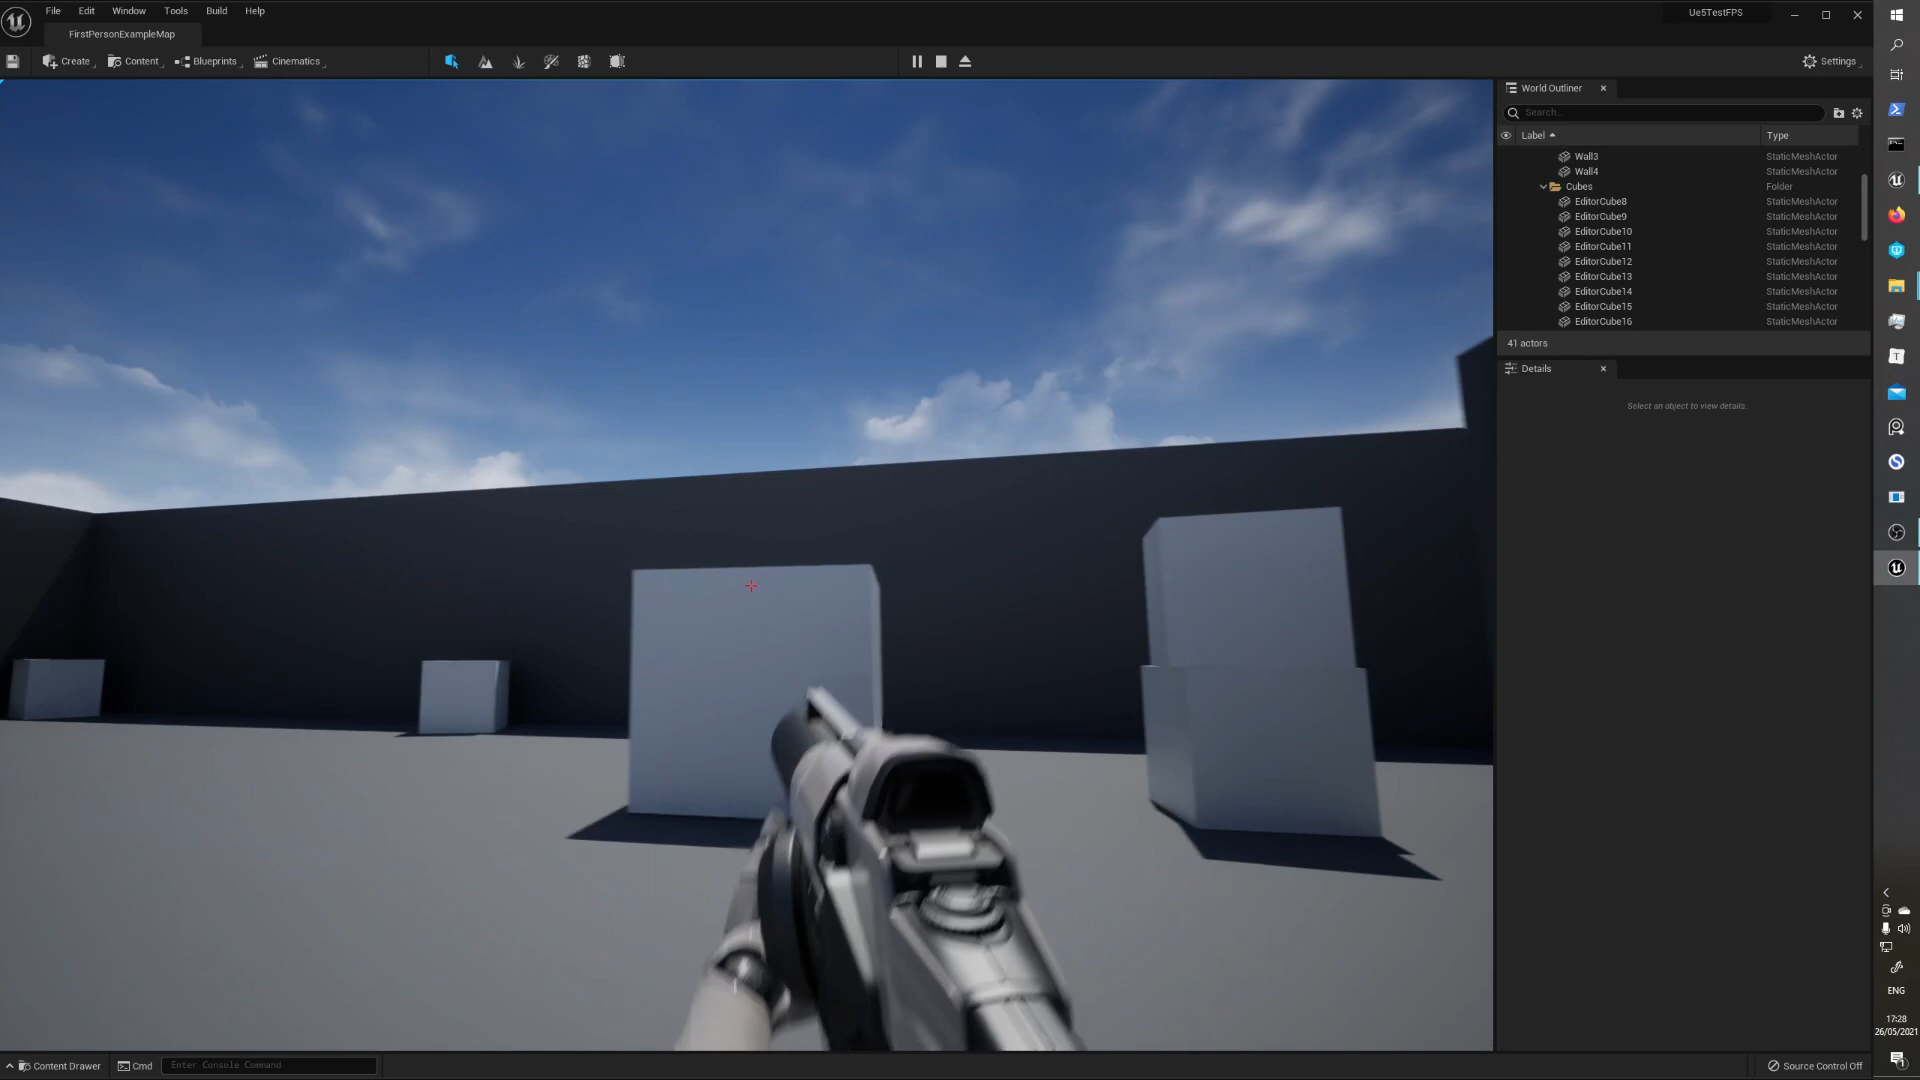 File Edit Window Tools Build Help
Ue5TestFPS
FirstPersonExampleMap
Create Content Blueprints Cinematics
Settings
World Outliner
Search...
Label Type
Wall3 StaticMeshActor
Wall4 StaticMeshActor
Cubes Folder
EditorCube8 StaticMeshActor
EditorCube9 StaticMeshActor
EditorCube10 StaticMeshActor
EditorCube11 StaticMeshActor
EditorCube12 StaticMeshActor
EditorCube13 StaticMeshActor
EditorCube14 StaticMeshActor
EditorCube15 StaticMeshActor
EditorCube16 StaticMeshActor
41 actors
Details
Select an object to view details.
ENG
17:28
26/05/2021
Content Drawer Cmd Enter Console Command
Source Control Off